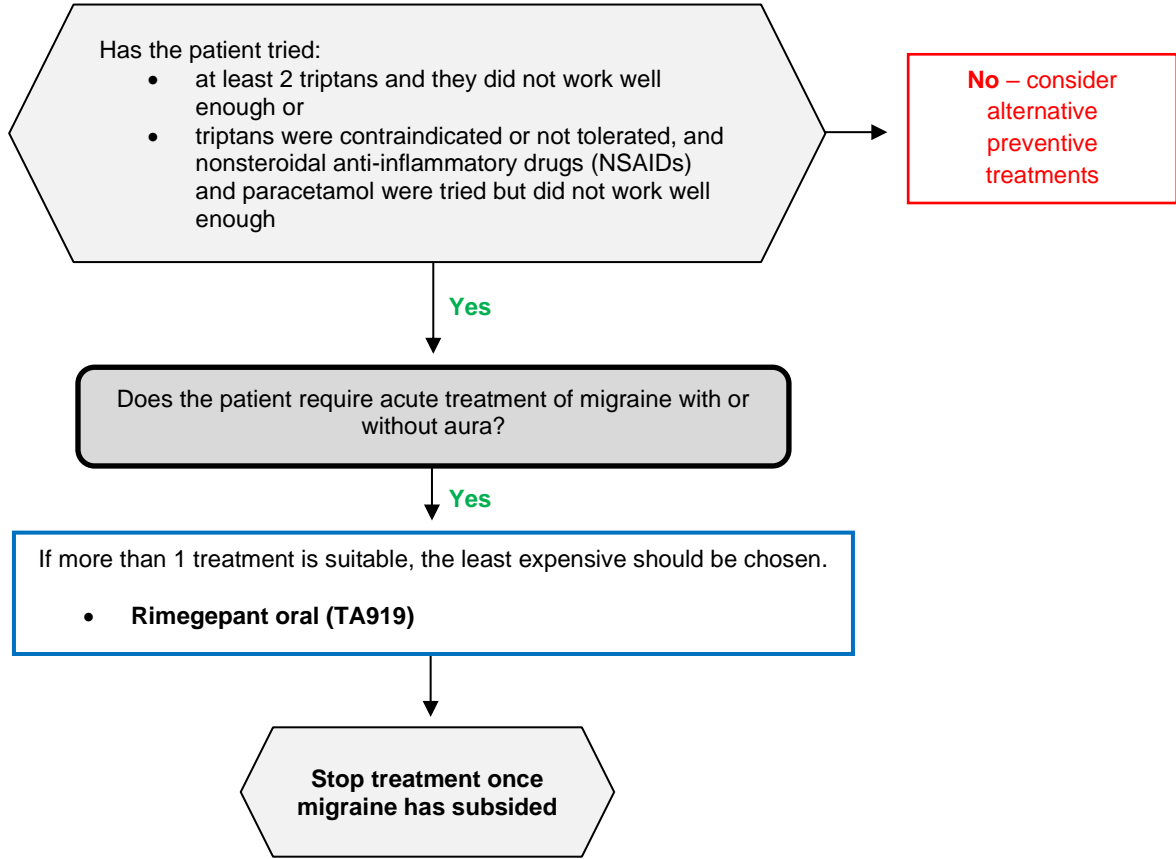 Has the patient tried:
• at least 2 triptans and they did not work well
enough or
• triptans were contraindicated or not tolerated, and
nonsteroidal anti-inflammatory drugs (NSAIDs)
and paracetamol were tried but did not work well
enough
No – consider
alternative
preventive
treatments
Yes
Does the patient require acute treatment of migraine with or
without aura?
Yes
If more than 1 treatment is suitable, the least expensive should be chosen.
• Rimegepant oral (TA919)
Stop treatment once
migraine has subsided